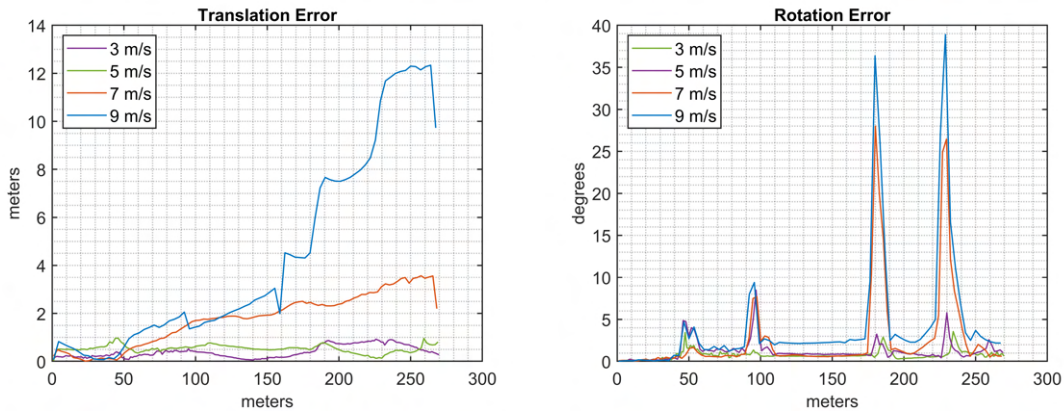 Translation Error
14
12
10
8
6
4
2
0
meters
3 m/s
5 m/s
7 m/s
9 m/s
0 50 100 150 200 250 300
meters
Rotation Error
40
35
30
25
20
15
10
5
0
degrees
3 m/s
5 m/s
7 m/s
9 m/s
0 50 100 150 200 250 300
meters